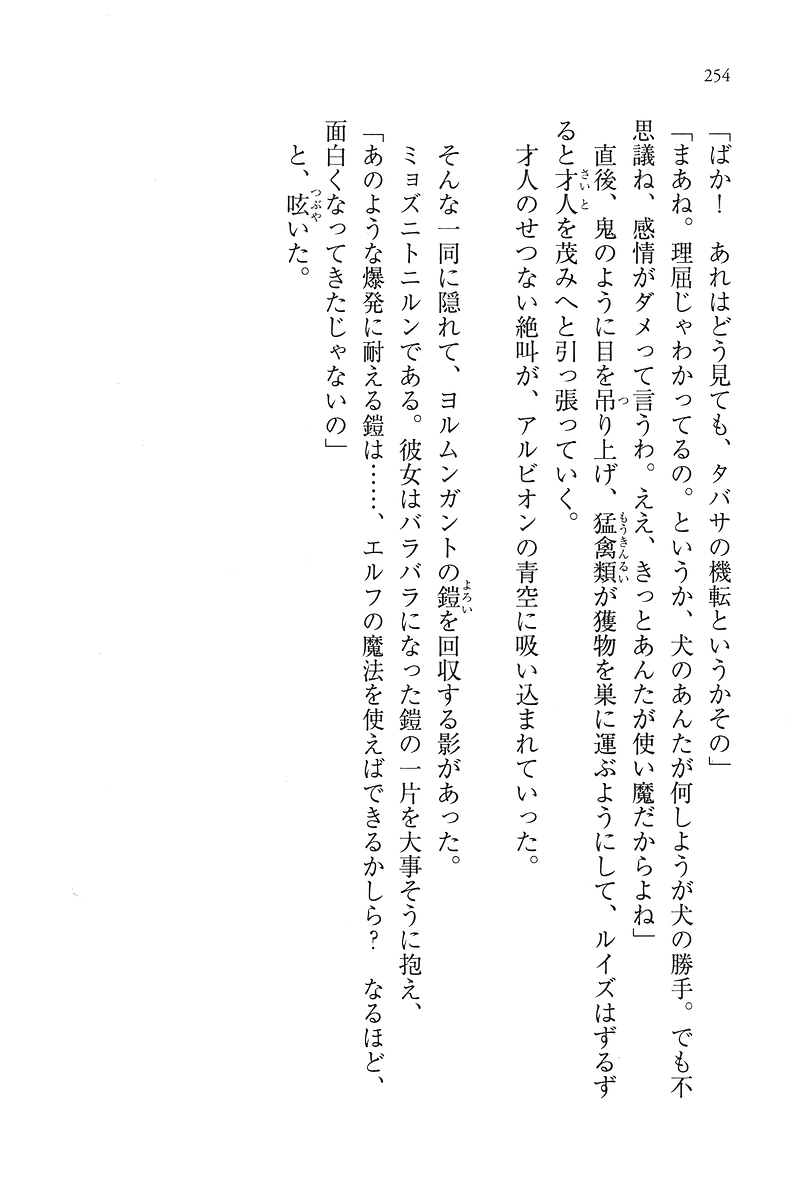 254
「ばか!　あれはどう見ても、タバサの機転というかその」
「まあね。理屈じゃわかってるの。というか、犬のあんたが何しようが犬の勝手。でも不
思議ね、感情がダメって言うわ。ええ、きっとあんたが使い魔だからよね」
　直後、鬼のように目を吊り上げ、猛禽類が獲物を巣に運ぶようにして、ルイズはずるず
ると才人を茂みへと引っ張っていく。
　才人のせつない絶叫が、アルビオンの青空に吸い込まれていった。
　そんな一同に隠れて、ヨルムンガントの鎧を回収する影があった。
　ミョズニトニルンである。彼女はバラバラになった鎧の一片を大事そうに抱え、
「あのような爆発に耐える鎧は……、エルフの魔法を使えばできるかしら?　なるほど、
面白くなってきたじゃないの」
　と、呟いた。